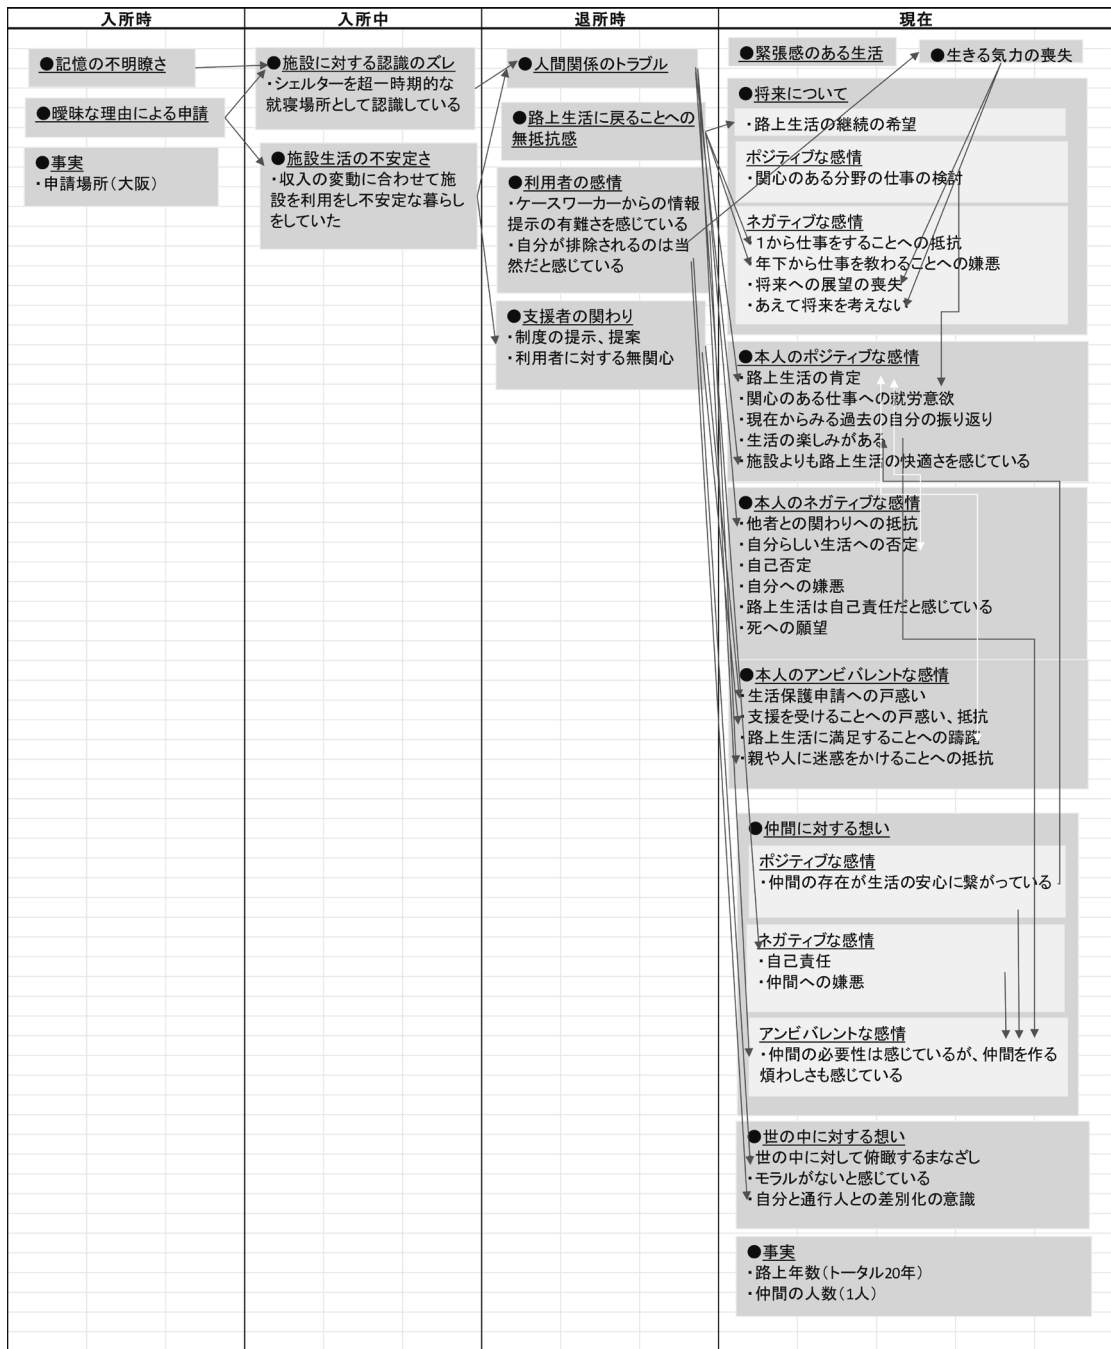 入所時
入所中
退所時
現在
●記憶の不明瞭さ
●曖昧な理由による申請
●事実
・申請場所(大阪)
●施設に対する認識のズレ
・シェルターを超一時期的な
就寝場所として認識している
●施設生活の不安定さ
・収入の変動に合わせて施
設を利用をし不安定な暮らし
をしていた
●人間関係のトラブル
●路上生活に戻ることへの
無抵抗感
●利用者の感情
・ケースワーカーからの情報
提示の有難さを感じている
・自分が排除されるのは当
然だと感じている
●支援者の関わり
・制度の提示、提案
・利用者に対する無関心
●緊張感のある生活
●生きる気力の喪失
●将来について
・路上生活の継続の希望
ポジティブな感情
・関心のある分野の仕事の検討
ネガティブな感情
・1から仕事をすることへの抵抗
・年下から仕事を教わることへの嫌悪
・将来への展望の喪失
・あえて将来を考えない
●本人のポジティブな感情
・路上生活の肯定
・関心のある仕事への就労意欲
・現在からみる過去の自分の振り返り
・生活の楽しみがある
・施設よりも路上生活の快適さを感じている
●本人のネガティブな感情
・他者との関わりへの抵抗
・自分らしい生活への否定
・自己否定
・自分への嫌悪
・路上生活は自己責任だと感じている
・死への願望
●本人のアンビバレントな感情
・生活保護申請への戸惑い
・支援を受けることへの戸惑い、抵抗
・路上生活に満足することへの躊躇
・親や人に迷惑をかけることへの抵抗
●仲間に対する想い
ポジティブな感情
・仲間の存在が生活の安心に繋がっている
ネガティブな感情
・自己責任
・仲間への嫌悪
アンビバレントな感情
・仲間の必要性は感じているが、仲間を作る
煩わしさも感じている
●世の中に対する想い
・世の中に対して俯瞰するまなざし
・モラルがないと感じている
・自分と通行人との差別化の意識
●事実
・路上年数(トータル20年)
・仲間の人数(1人)